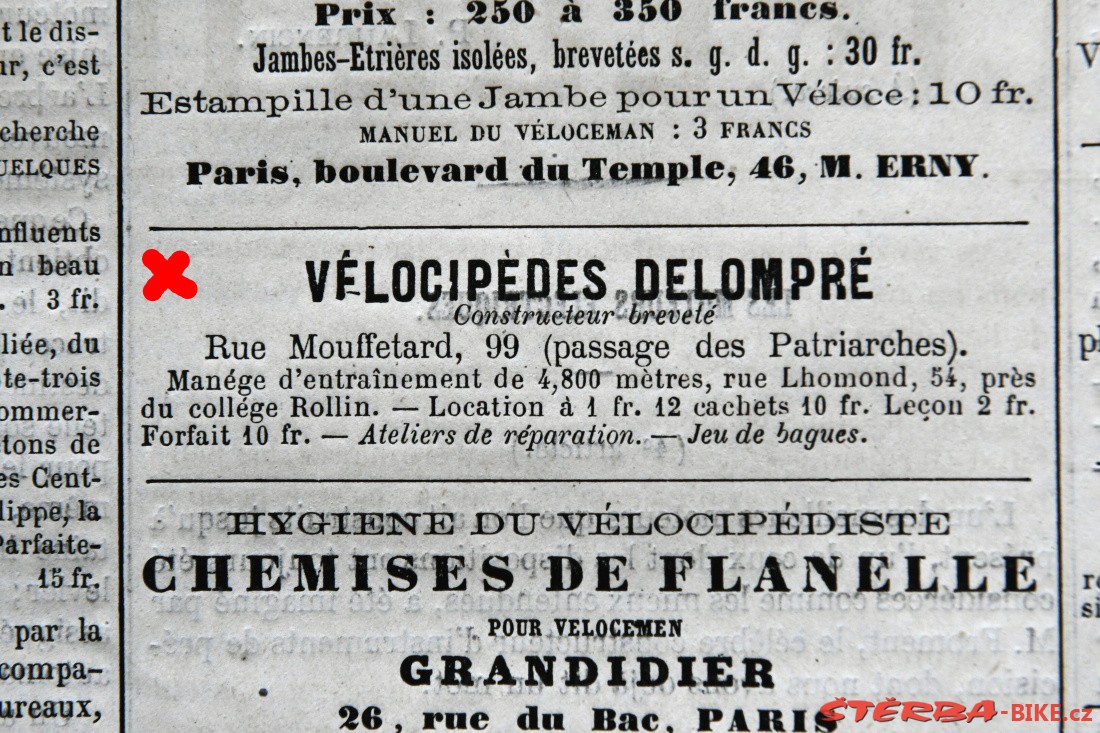 t le dis-
ur, c'est
cherche
UELQUES
nfluents
n beau
. 3 fr.
liée, du
te-trois
ommer-
tons de
es Cent-
lippe, la
Parfaite-
15 fr.
par la
compa-
ureaux,
Prix : 250 à 350 francs.
Jambes-Etrières isolées, brevetées s. g. d. g. : 30 fr.
Estampille d'une Jambe pour un Véloce : 10 fr.
MANUEL DU VÉLOCEMAN : 3 FRANCS
Paris, boulevard du Temple, 46, M. ERNY.
VÉLOCIPÈDES DELOMPRÉ
Constructeur breveté
Rue Mouffetard, 99 (passage des Patriarches).
Manége d'entraînement de 4,800 mètres, rue Lhomond, 54, près
du collége Rollin. — Location à 1 fr. 12 cachets 10 fr. Leçon 2 fr.
Forfait 10 fr. — Ateliers de réparation. — Jeu de bagues.
HYGIENE DU VÉLOCIPÉDISTE
CHEMISES DE FLANELLE
POUR VELOCEMEN
GRANDIDIER
26, rue du Bac, PARIS
V
pl
re
si
ŠTĚRBA-BIKE.cz